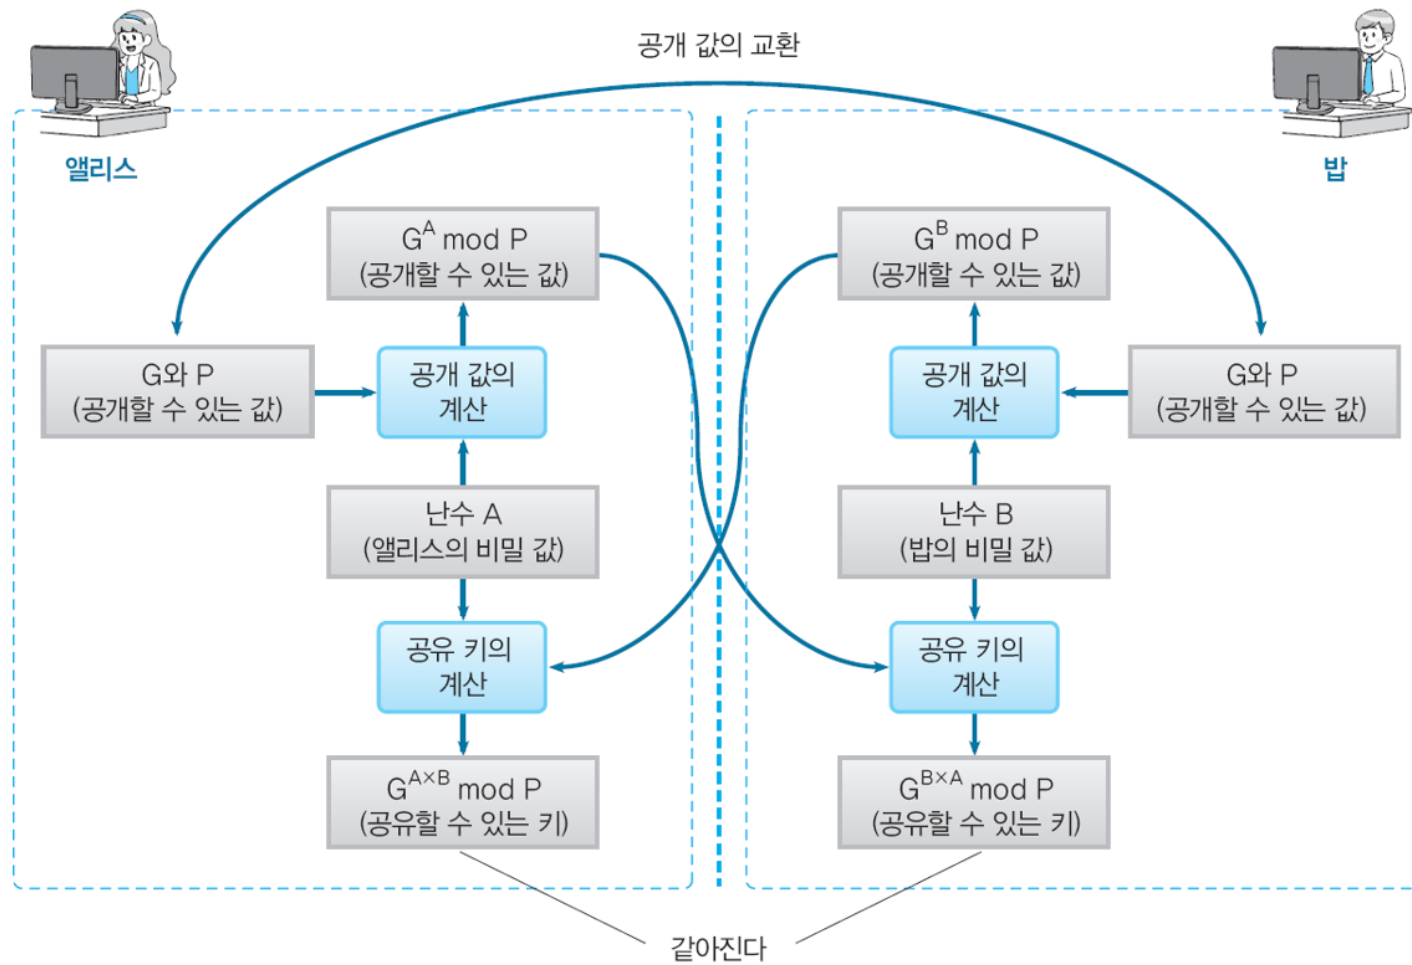 공개 값의 교환
앨리스
밥
G^A mod P
(공개할 수 있는 값)
G^B mod P
(공개할 수 있는 값)
G와 P
(공개할 수 있는 값)
공개 값의
계산
공개 값의
계산
G와 P
(공개할 수 있는 값)
난수 A
(앨리스의 비밀 값)
난수 B
(밥의 비밀 값)
공유 키의
계산
공유 키의
계산
G^A×B mod P
(공유할 수 있는 키)
G^B×A mod P
(공유할 수 있는 키)
같아진다